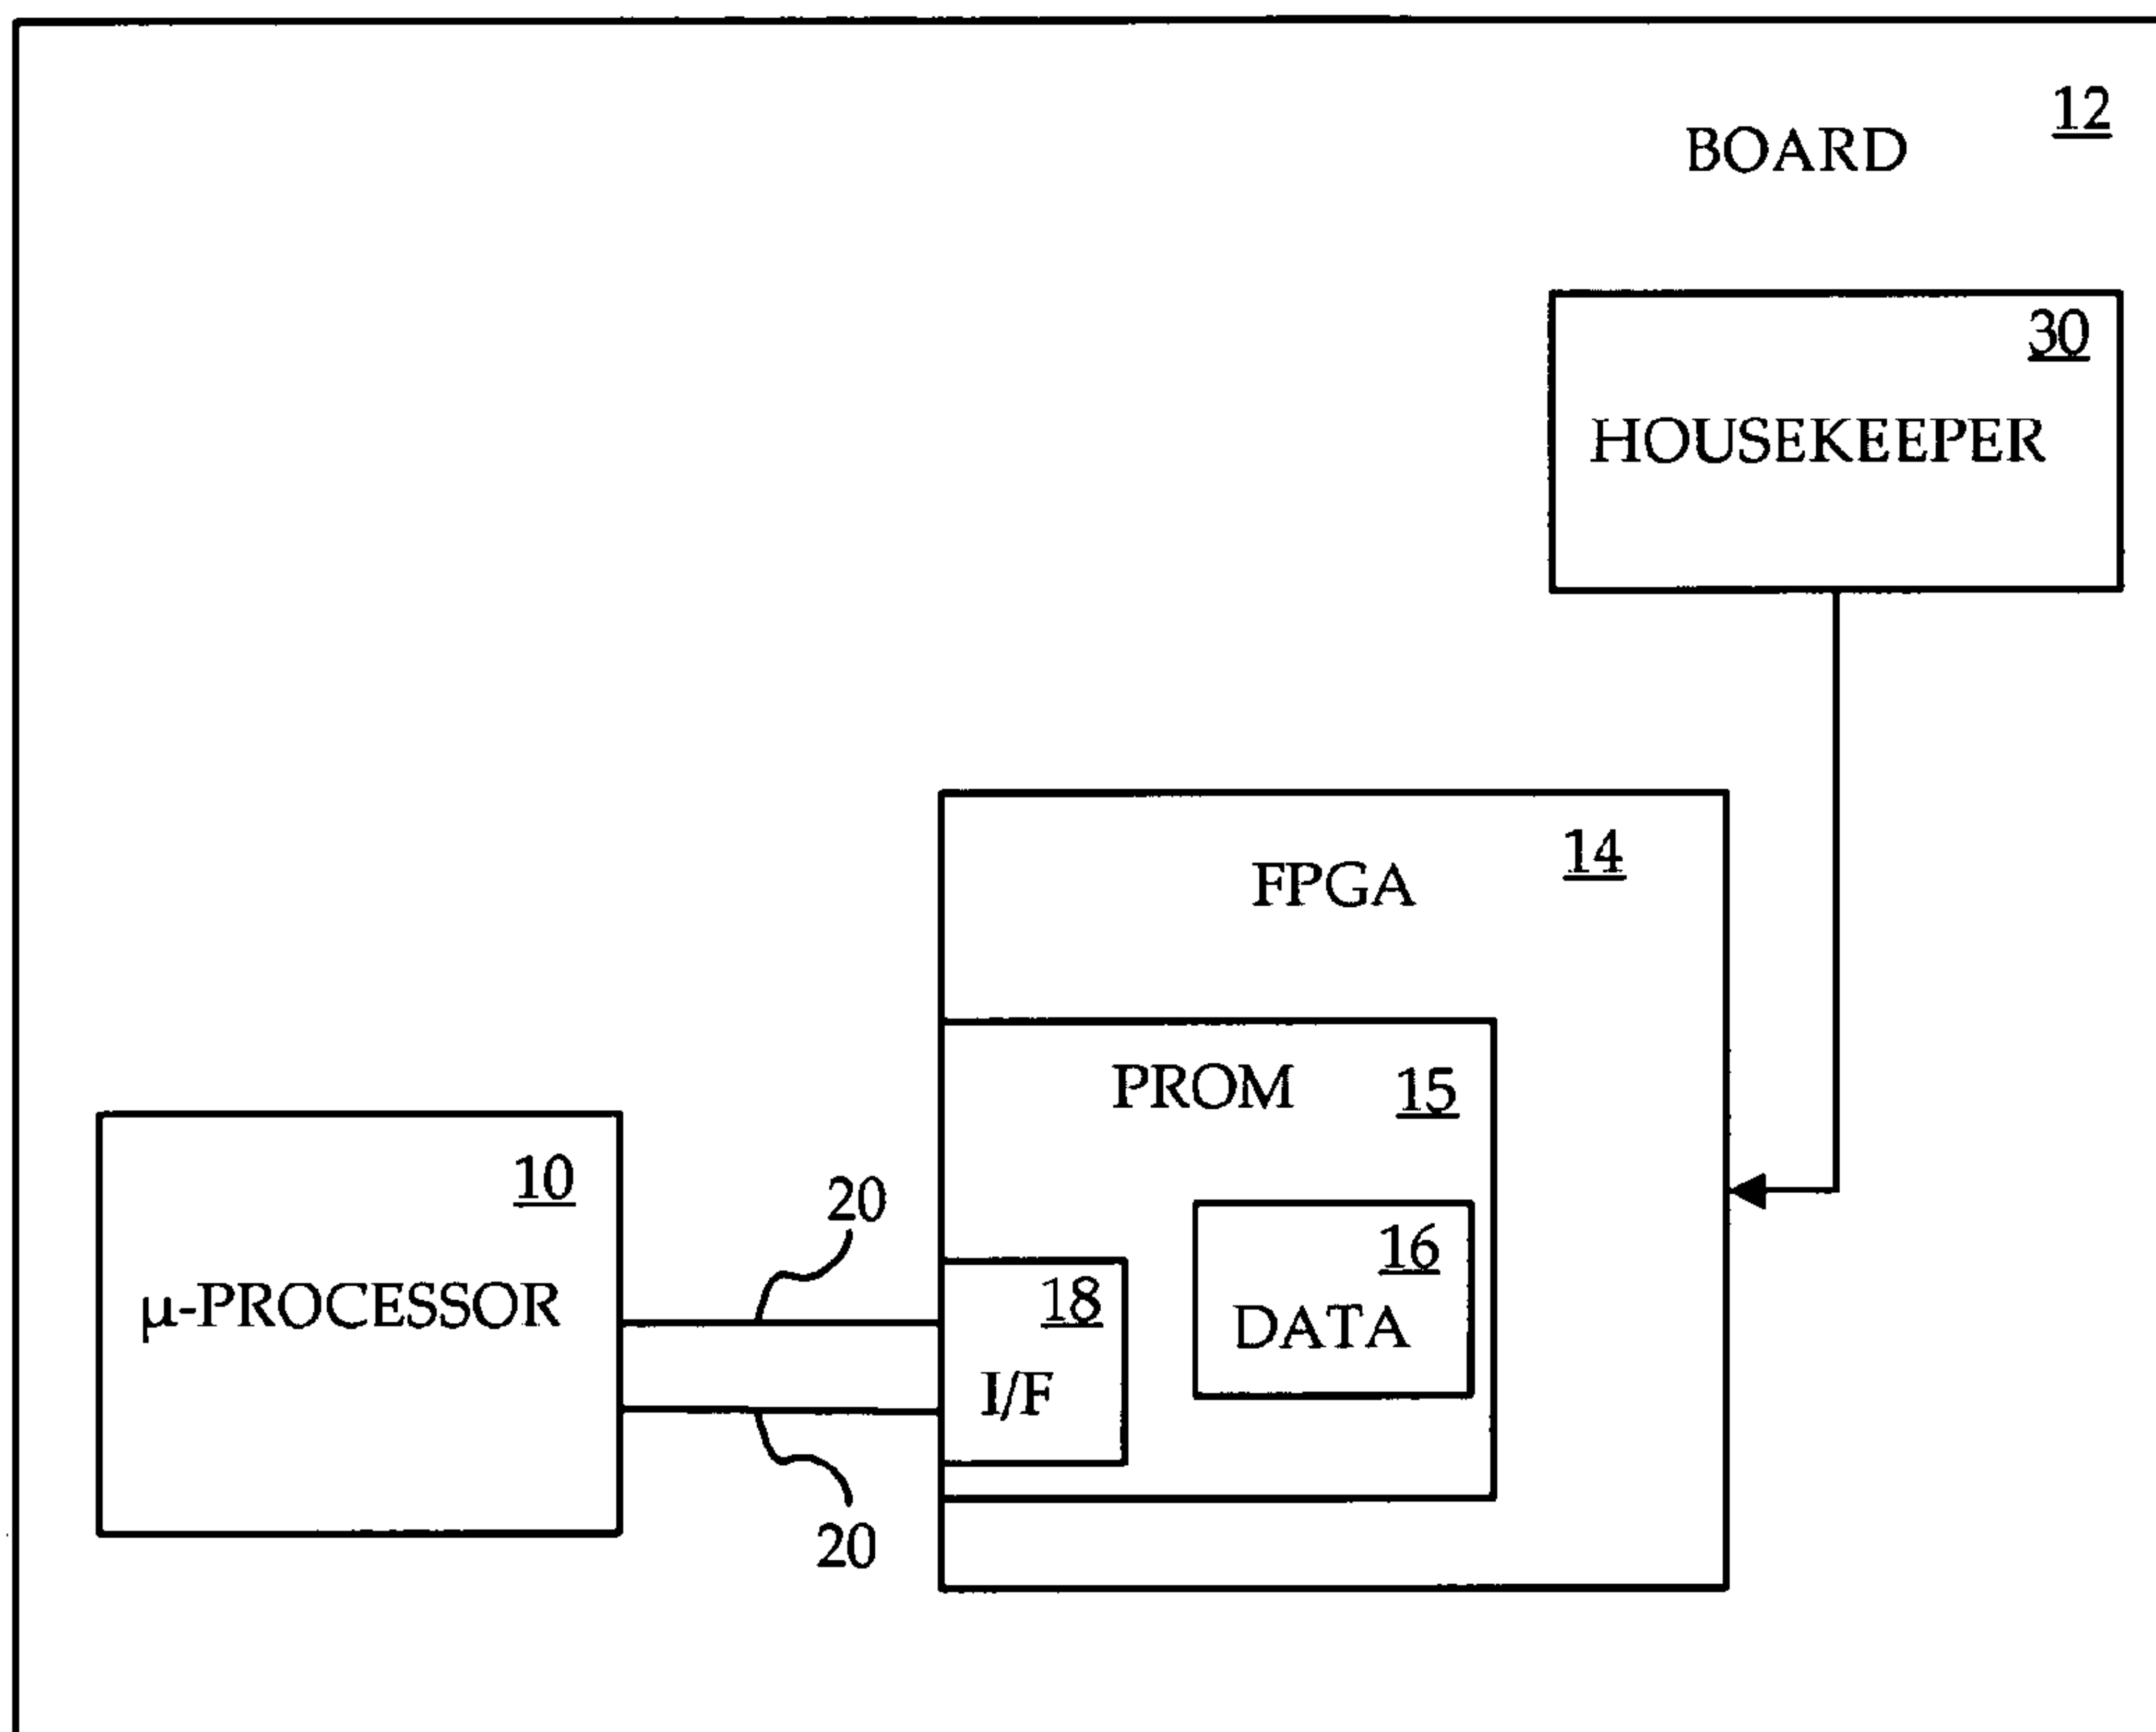 12
BOARD
30
HOUSEKEEPER
14
FPGA
PROM
15
10
μ-PROCESSOR
20
16
DATA
18
I/F
20